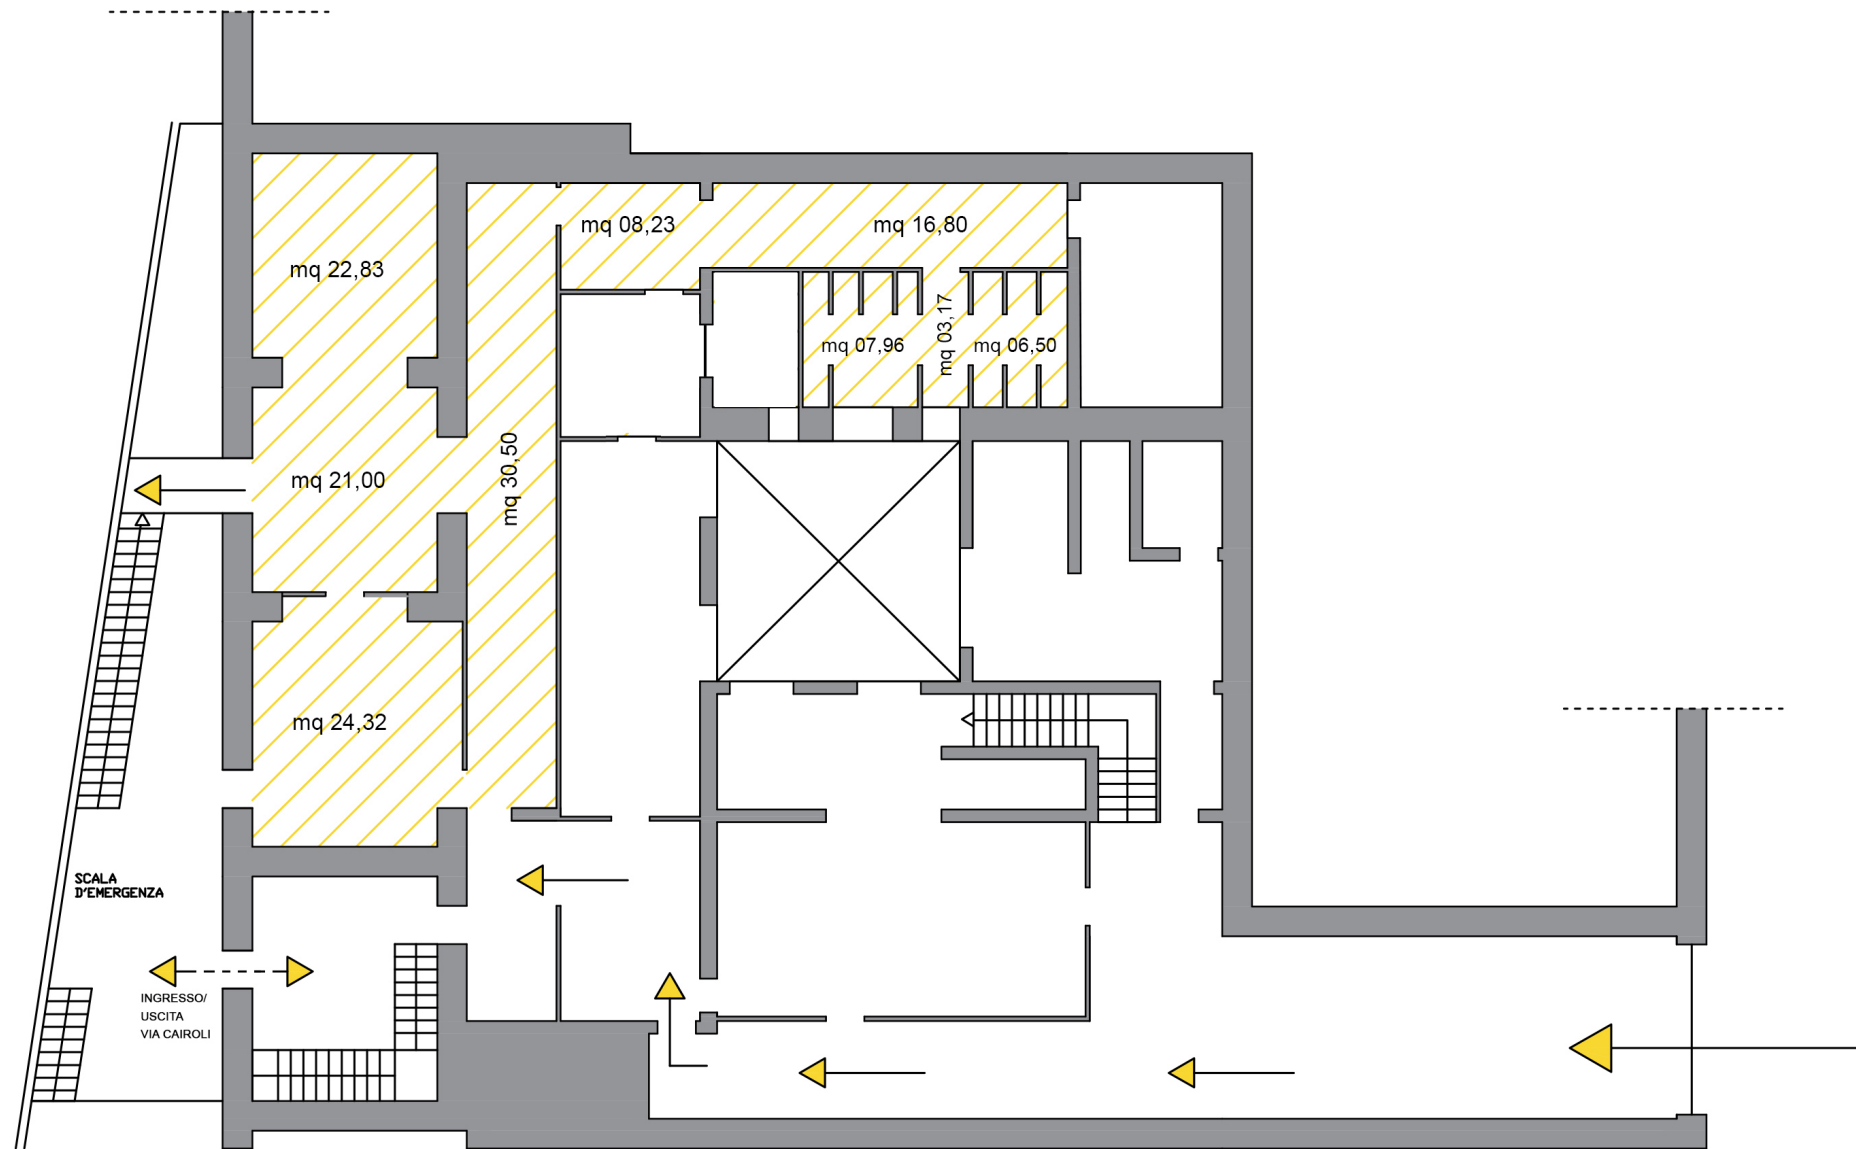 mq 08,23
mq 16,80
mq 22,83
mq 03,17
mq 07,96
mq 06,50
mq 30,50
mq 21,00
mq 24,32
SCALA
D'EMERGENZA
INGRESSO/
USCITA
VIA CAIROLI